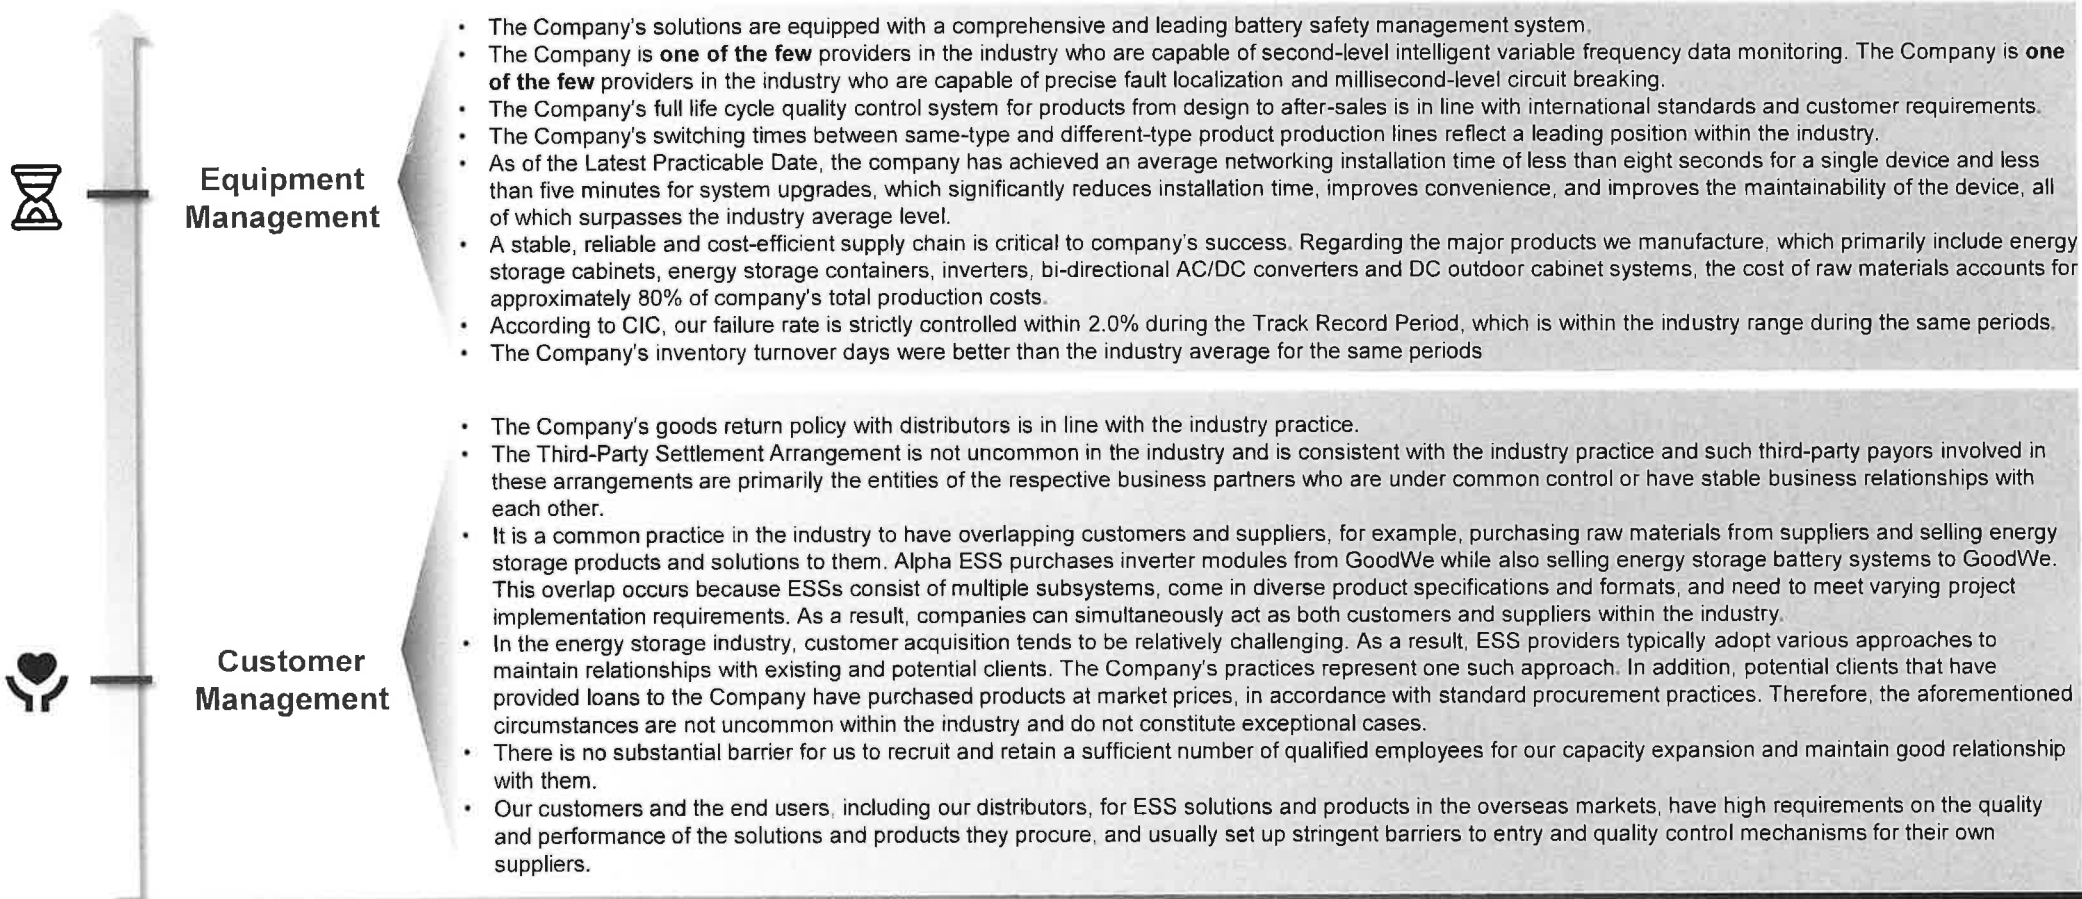 • The Company's solutions are equipped with a comprehensive and leading battery safety management system.
• The Company is one of the few providers in the industry who are capable of second-level intelligent variable frequency data monitoring. The Company is one
of the few providers in the industry who are capable of precise fault localization and millisecond-level circuit breaking.
• The Company's full life cycle quality control system for products from design to after-sales is in line with international standards and customer requirements.
• The Company's switching times between same-type and different-type product production lines reflect a leading position within the industry.
• As of the Latest Practicable Date, the company has achieved an average networking installation time of less than eight seconds for a single device and less
than five minutes for system upgrades, which significantly reduces installation time, improves convenience, and improves the maintainability of the device, all
of which surpasses the industry average level.
• A stable, reliable and cost-efficient supply chain is critical to company's success. Regarding the major products we manufacture, which primarily include energy
storage cabinets, energy storage containers, inverters, bi-directional AC/DC converters and DC outdoor cabinet systems, the cost of raw materials accounts for
approximately 80% of company's total production costs.
• According to CIC, our failure rate is strictly controlled within 2.0% during the Track Record Period, which is within the industry range during the same periods.
• The Company's inventory turnover days were better than the industry average for the same periods
Equipment
Management
• The Company's goods return policy with distributors is in line with the industry practice.
• The Third-Party Settlement Arrangement is not uncommon in the industry and is consistent with the industry practice and such third-party payors involved in
these arrangements are primarily the entities of the respective business partners who are under common control or have stable business relationships with
each other.
• It is a common practice in the industry to have overlapping customers and suppliers, for example, purchasing raw materials from suppliers and selling energy
storage products and solutions to them. Alpha ESS purchases inverter modules from GoodWe while also selling energy storage battery systems to GoodWe.
This overlap occurs because ESSs consist of multiple subsystems, come in diverse product specifications and formats, and need to meet varying project
implementation requirements. As a result, companies can simultaneously act as both customers and suppliers within the industry.
• In the energy storage industry, customer acquisition tends to be relatively challenging. As a result, ESS providers typically adopt various approaches to
maintain relationships with existing and potential clients. The Company's practices represent one such approach. In addition, potential clients that have
provided loans to the Company have purchased products at market prices, in accordance with standard procurement practices. Therefore, the aforementioned
circumstances are not uncommon within the industry and do not constitute exceptional cases.
• There is no substantial barrier for us to recruit and retain a sufficient number of qualified employees for our capacity expansion and maintain good relationship
with them.
• Our customers and the end users, including our distributors, for ESS solutions and products in the overseas markets, have high requirements on the quality
and performance of the solutions and products they procure, and usually set up stringent barriers to entry and quality control mechanisms for their own
suppliers.
Customer
Management